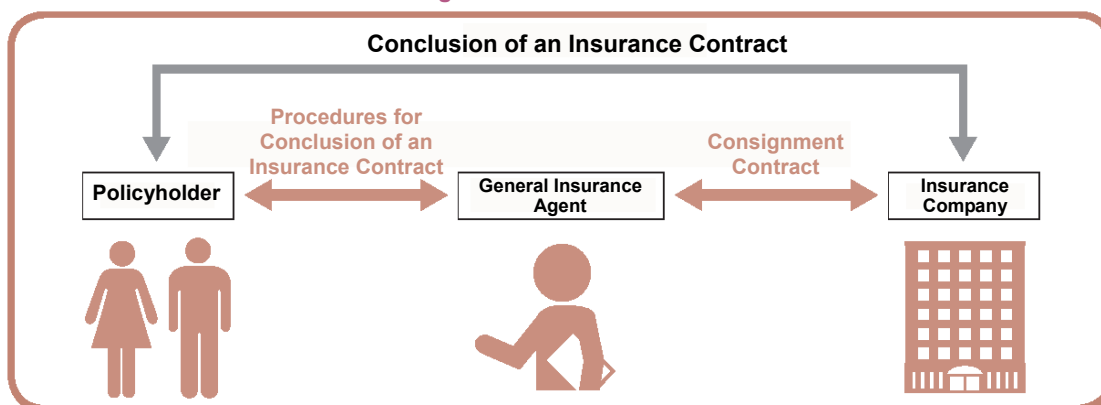 Conclusion of an Insurance Contract
Procedures for
Conclusion of an
Insurance Contract
Consignment
Contract
Policyholder
General Insurance
Agent
Insurance
Company